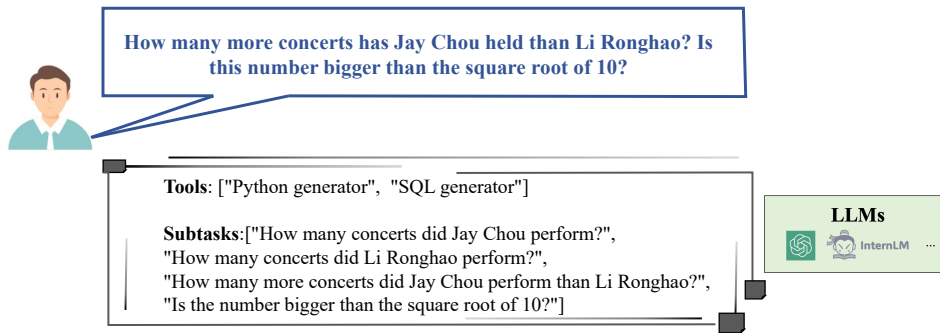 How many more concerts has Jay Chou held than Li Ronghao? Is
this number bigger than the square root of 10?
Tools: ["Python generator", "SQL generator"]
Subtasks:["How many concerts did Jay Chou perform?",
"How many concerts did Li Ronghao perform?",
"How many more concerts did Jay Chou perform than Li Ronghao?",
"Is the number bigger than the square root of 10?"]
LLMs
InternLM ...